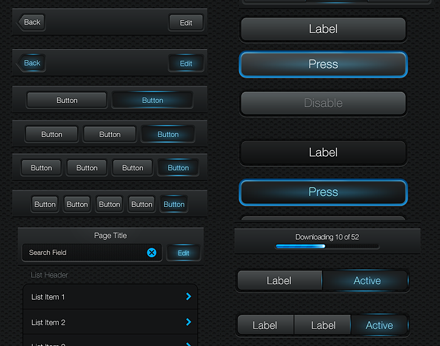 Back Edit
Back Edit
Button Button
Button Button Button
Button Button Button Button
Button Button Button Button Button
Page Title
Search Field Edit
List Header
List Item 1
List Item 2
Label
Press
Disable
Label
Press
Downloading 10 of 52
Label Active
Label Label Active